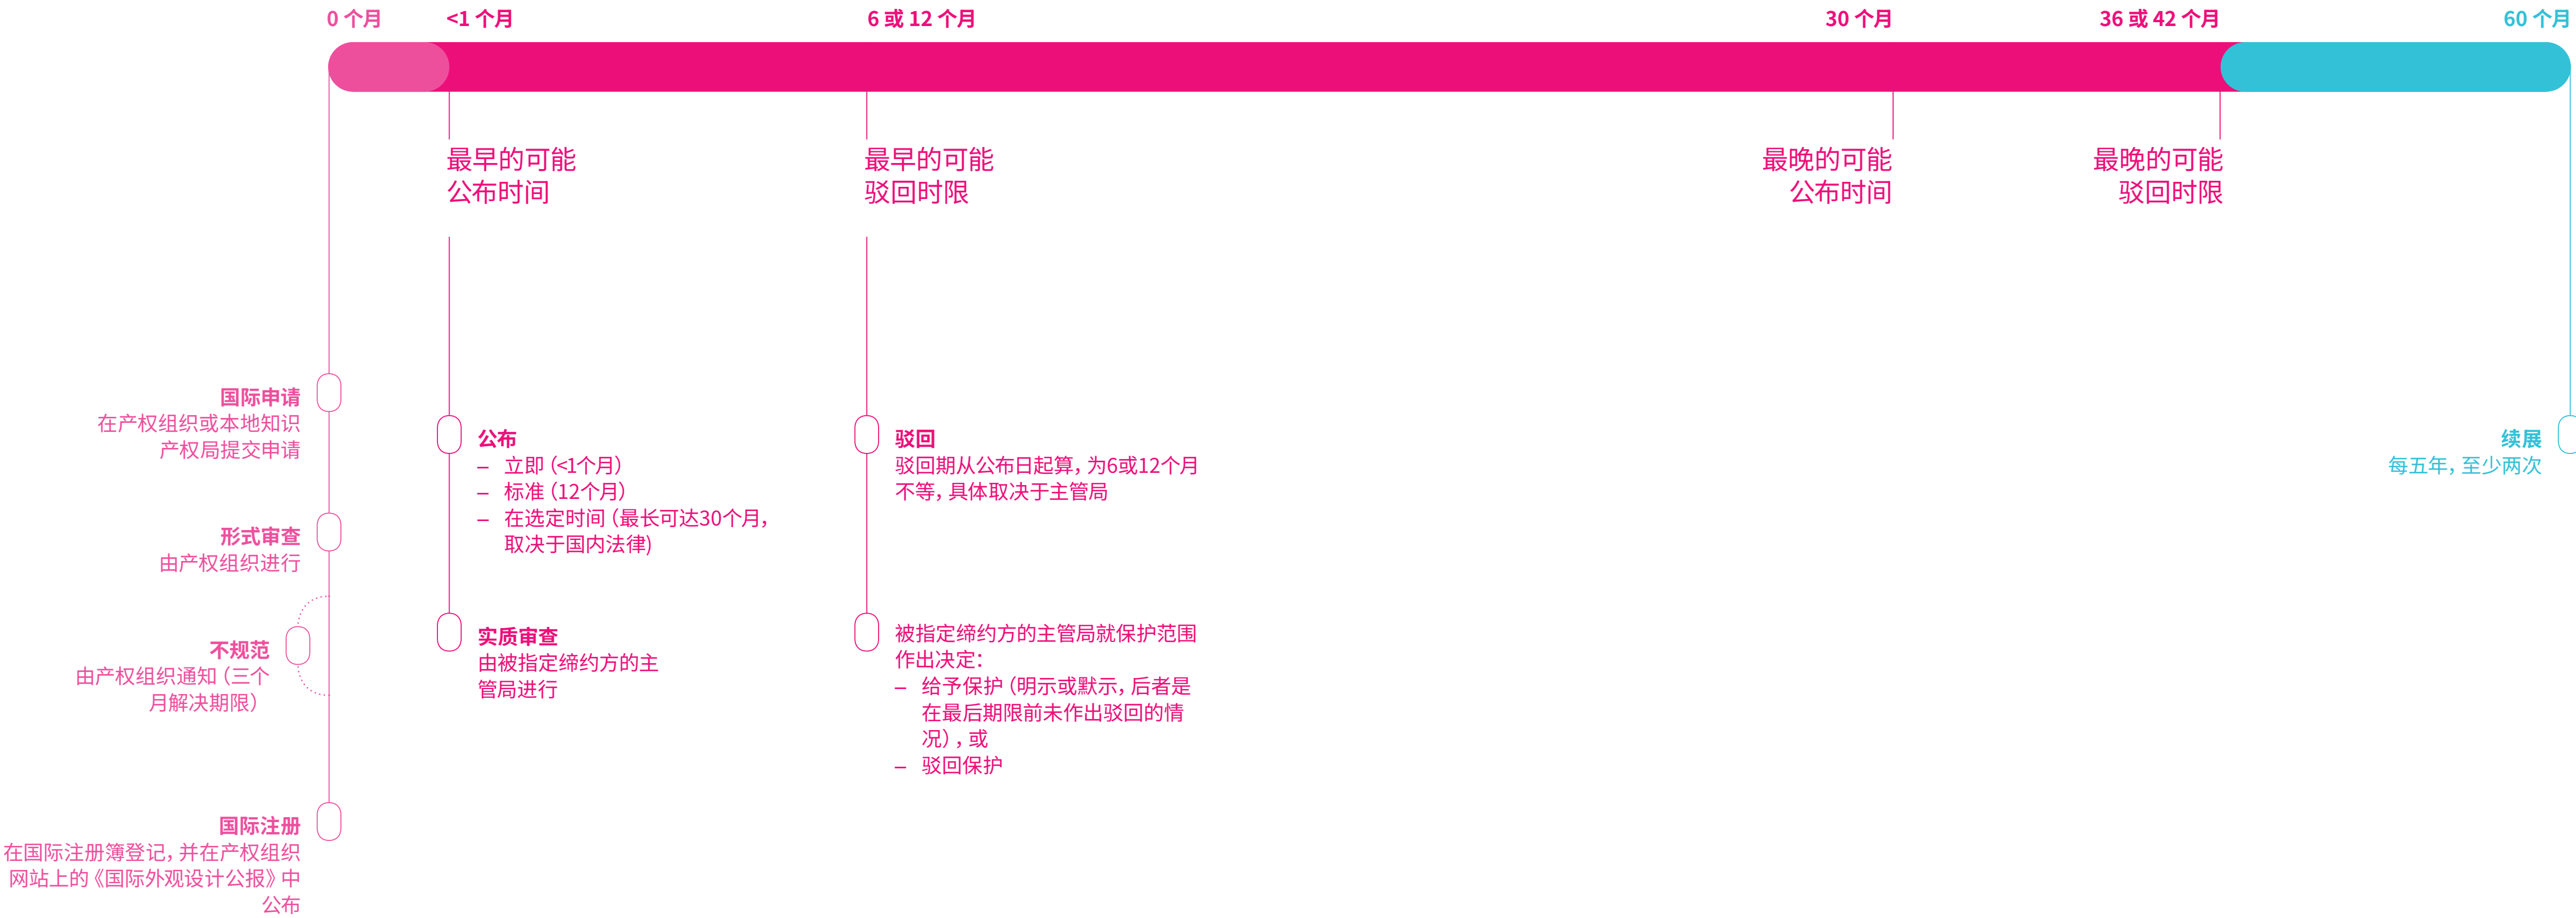 0 个月
<1 个月
6 或 12 个月
30 个月
36 或 42 个月
60 个月
最早的可能
公布时间
最早的可能
驳回时限
最晚的可能
公布时间
最晚的可能
驳回时限
国际申请
在产权组织或本地知识
产权局提交申请
形式审查
由产权组织进行
不规范
由产权组织通知（三个
月解决期限）
国际注册
在国际注册簿登记，并在产权组织
网站上的《国际外观设计公报》中
公布
公布
– 立即（<1个月）
– 标准（12个月）
– 在选定时间（最长可达30个月，
取决于国内法律)
实质审查
由被指定缔约方的主
管局进行
驳回
驳回期从公布日起算，为6或12个月
不等，具体取决于主管局
被指定缔约方的主管局就保护范围
作出决定：
– 给予保护（明示或默示，后者是
在最后期限前未作出驳回的情
况），或
– 驳回保护
续展
每五年，至少两次